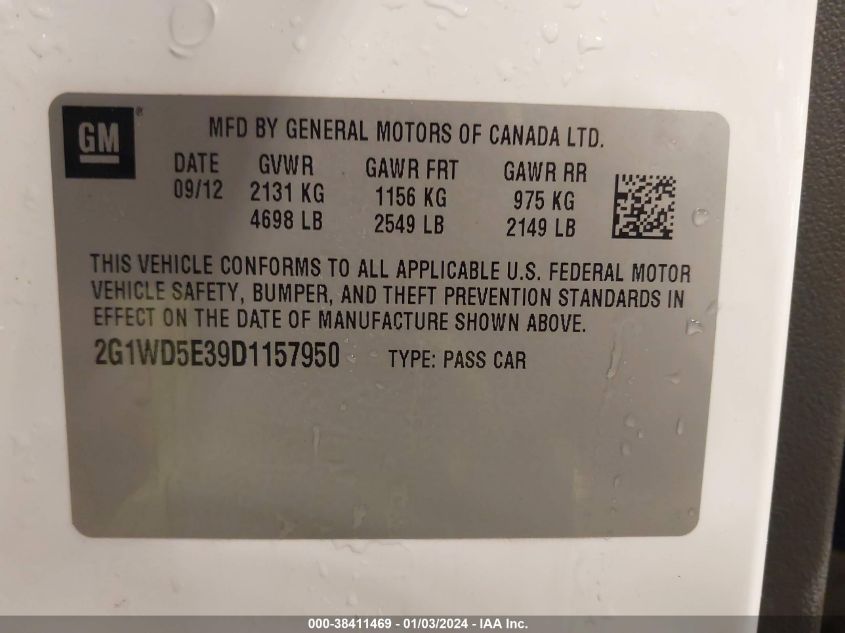 GM ®
MFD BY GENERAL MOTORS OF CANADA LTD.
DATE GVWR GAWR FRT GAWR RR
09/12 2131 KG 1156 KG 975 KG
4698 LB 2549 LB 2149 LB
THIS VEHICLE CONFORMS TO ALL APPLICABLE U.S. FEDERAL MOTOR
VEHICLE SAFETY, BUMPER, AND THEFT PREVENTION STANDARDS IN
EFFECT ON THE DATE OF MANUFACTURE SHOWN ABOVE.
2G1WD5E39D1157950 TYPE: PASS CAR
000-38411469 - 01/03/2024 - IAA Inc.